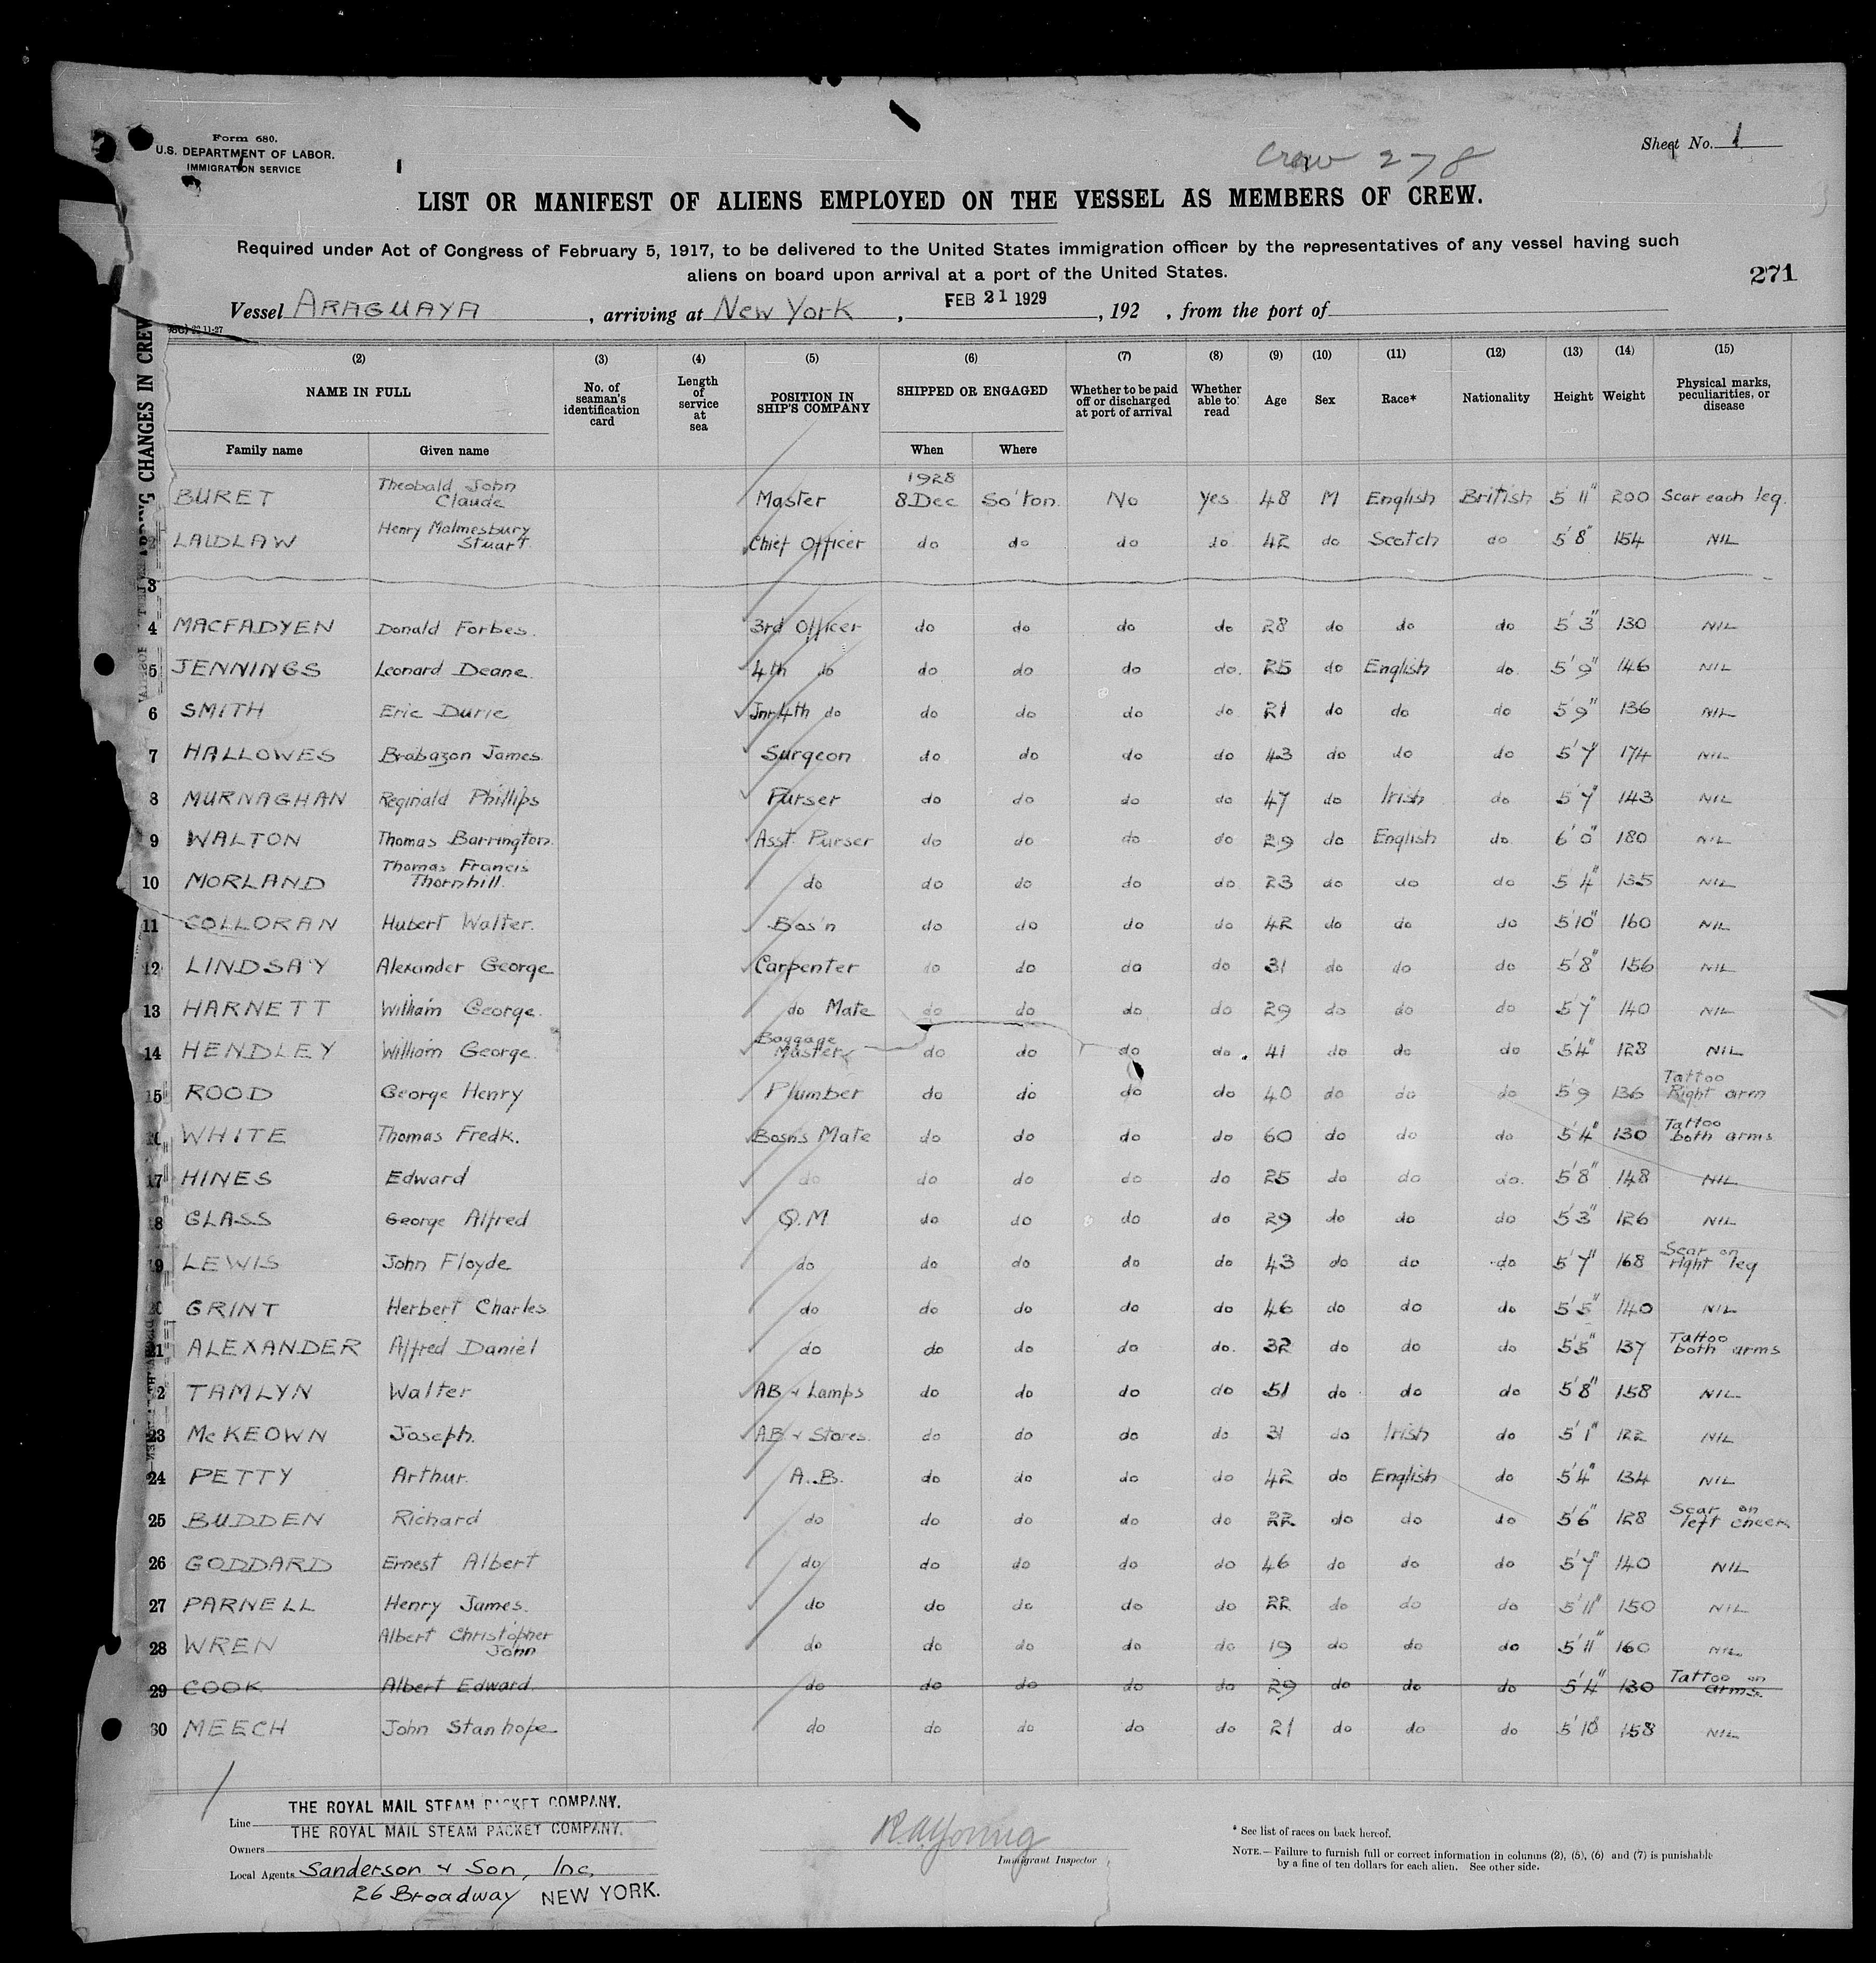 Form 680.
U.S. DEPARTMENT OF LABOR.
IMMIGRATION SERVICE
Crew 278
Sheet No. 1
LIST OR MANIFEST OF ALIENS EMPLOYED ON THE VESSEL AS MEMBERS OF CREW.
Required under Act of Congress of February 5, 1917, to be delivered to the United States immigration officer by the representatives of any vessel having such
aliens on board upon arrival at a port of the United States.
271
Vessel ARAGUAYA, arriving at New York, FEB 21 1929, 192 , from the port of
(2) (3) (4) (5) (6) (7) (8) (9) (10) (11) (12) (13) (14) (15)
NAME IN FULL
Family name Given name
No. of seaman's identification card
Length of service at sea
POSITION IN SHIP'S COMPANY
SHIPPED OR ENGAGED
When Where
Whether to be paid off or discharged at port of arrival
Whether able to read
Age Sex Race* Nationality Height Weight
Physical marks, peculiarities, or disease
BURET Theobald John Claude Master 1928 8 Dec So'ton. No Yes 48 M English British 5 11" 200 Scar each leg.
LAIDLAW Henry Malmesbury Stuart Chief Officer do do do do 42 do Scotch do 5'8" 154 NIL
3
4 MACFADYEN Donald Forbes. 3rd Officer do do do do 28 do do do 5'3" 130 NIL
5 JENNINGS Leonard Deane. 4th do do do do do. 25 do English do 5'9" 146 NIL
6 SMITH Eric Duric Jnr 4th do do do do do 21 do do do 5'9" 136 NIL
7 HALLOWES Brabazon James Surgeon do do do do 43 do do do 5'7" 174 NIL
8 MURNAGHAN Reginald Phillips Purser do do do do 47 do Irish do 5'7" 143 NIL
9 WALTON Thomas Barrington. Asst. Purser do do do do 29 do English do 6'0" 180 NIL
10 MORLAND Thomas Francis Thornhill. do do do do do 23 do do do 5 4" 135 NIL
11 COLLORAN Hubert Walter. Bos'n do do do do 42 do do do 5'10" 160 NIL
12 LINDSAY Alexander George Carpenter do do do do 31 do do do 5'8" 156 NIL
13 HARNETT William George. do Mate do do do do 29 do do do 5'7" 140 NIL
14 HENDLEY William George. Baggage Master do do do do. 41 do do do 5'4" 128 NIL
15 ROOD George Henry Plumber do do do do 40 do do do 5'9 136 Tattoo Right arm
16 WHITE Thomas Fredk. Bosns Mate do do do do 60 do do do 5'4" 130 Tattoo both arms
17 HINES Edward do do do do do 25 do do do. 5'8" 148 NIL
18 GLASS George Alfred Q.M. do do do do 29 do do do 5'3" 126 NIL
19 LEWIS John Floyde do do do do do 43 do do do 5'7" 168 Scar on right leg
20 GRINT Herbert Charles do do do do do 46 do do do 5'5" 140 NIL
21 ALEXANDER Alfred Daniel do do do do do. 32 do do do 5'5" 137 Tattoo both arms
2 TAMLYN Walter AB & Lamps do do do do 51 do do do 5'8" 158 NIL
23 McKEOWN Joseph. A.B. & Stores. do do do do 31 do Irish do 5'1" 122 NIL
24 PETTY Arthur. A.B. do do do do 42 do English do 5'4" 134 NIL
25 BUDDEN Richard do do do do do 22 do do do 5'6" 128 Scar on left cheek
26 GODDARD Ernest Albert do do do do do 46 do do do 5'7" 140 NIL
27 PARNELL Henry James. do do do do do 22 do do do 5'11" 150 NIL
28 WREN Albert Christopher John do do do do do 19 do do do 5'11" 160 NIL
29 COOK Albert Edward. do do do do do 29 do do do 5'4" 130 Tattoo on arms
30 MEECH John Stanhope do do do do do 21 do do do 5'10" 158 NIL
Line THE ROYAL MAIL STEAM PACKET COMPANY.
Owners THE ROYAL MAIL STEAM PACKET COMPANY.
Local Agents Sanderson & Son, Inc,
26 Broadway NEW YORK.
R.A.Young
Immigrant Inspector
* See list of races on back hereof.
NOTE.—Failure to furnish full or correct information in columns (2), (5), (6) and (7) is punishable
by a fine of ten dollars for each alien. See other side.